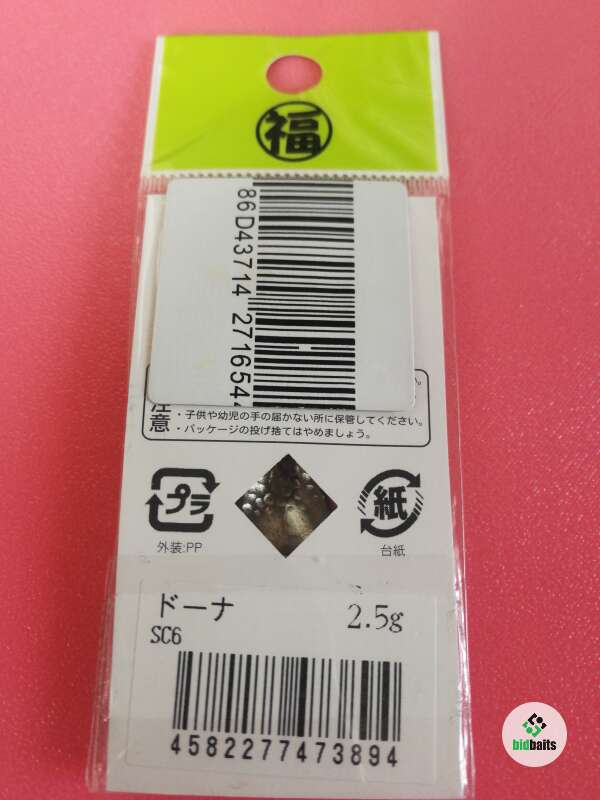 福
86D43714 271654
注意
・子供や幼児の手の届かない所に保管してください。
・パッケージの投げ捨てはやめましょう。
プラ
外装:PP
紙
台紙
ドーナ 2.5g
SC6
4582277473894
bidbaits